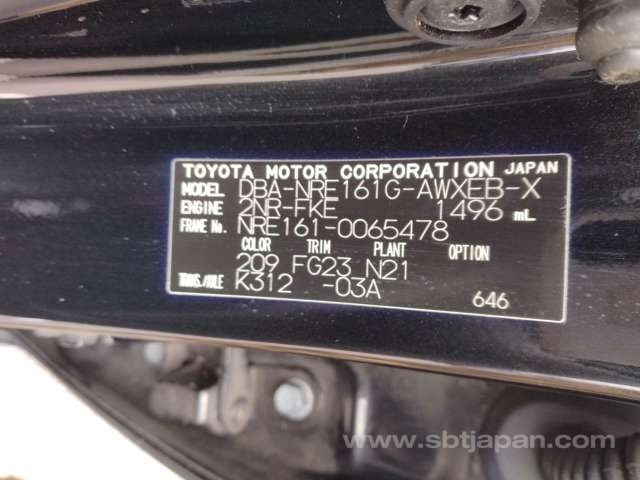 TOYOTA MOTOR CORPORATION JAPAN
MODEL DBA-NRE161G-AWXEB-X
ENGINE 2NR-FKE 1496 mL
FRAME No. NRE161-0065478
COLOR TRIM PLANT OPTION
209 FG23 N21
TRANS./AXLE K312 -03A
646
www.sbtjapan.com